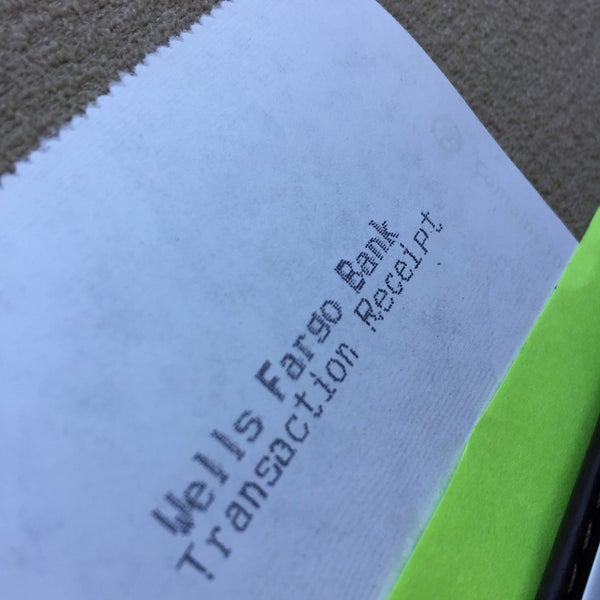 Wells Fargo Bank
Transaction Receipt